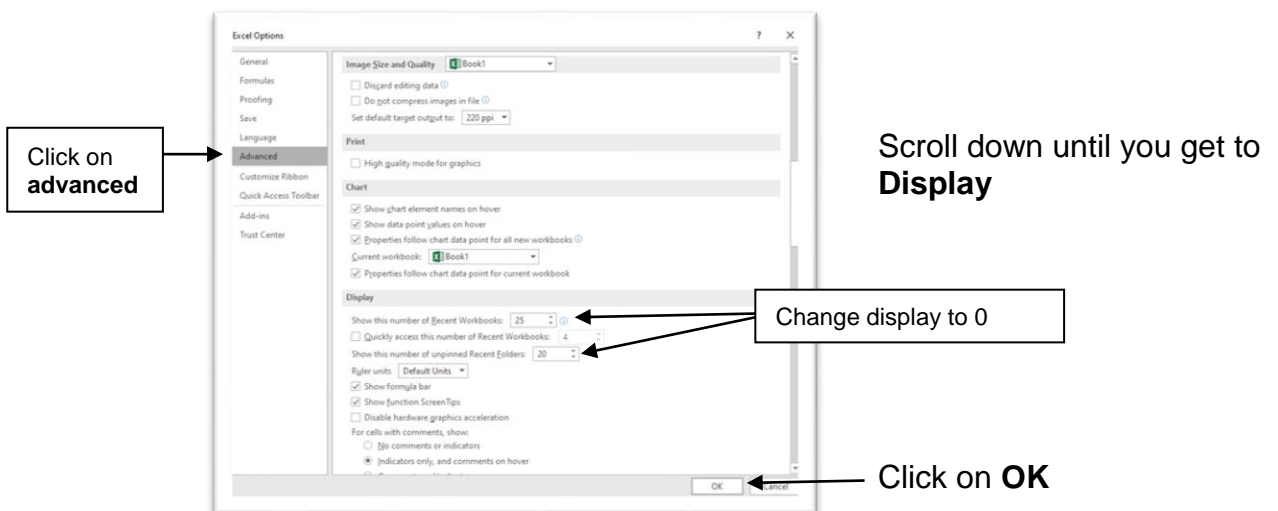 Excel Options
?
General
Formulas
Proofing
Save
Language
Advanced
Customize Ribbon
Quick Access Toolbar
Add-ins
Trust Center
Image Size and Quality
Book1
Discard editing data
Do not compress images in file
Set default target output to: 220 ppi
Print
High quality mode for graphics
Chart
Show chart element names on hover
Show data point values on hover
Properties follow chart data point for all new workbooks
Current workbook: Book1
Properties follow chart data point for current workbook
Display
Show this number of Recent Workbooks: 25
Quickly access this number of Recent Workbooks: 4
Show this number of unpinned Recent Folders: 20
Ruler units Default Units
Show formula bar
Show function ScreenTips
Disable hardware graphics acceleration
For cells with comments, show:
No comments or indicators
Indicators only, and comments on hover
OK
Cancel
Click on
advanced
Scroll down until you get to
Display
Change display to 0
Click on OK